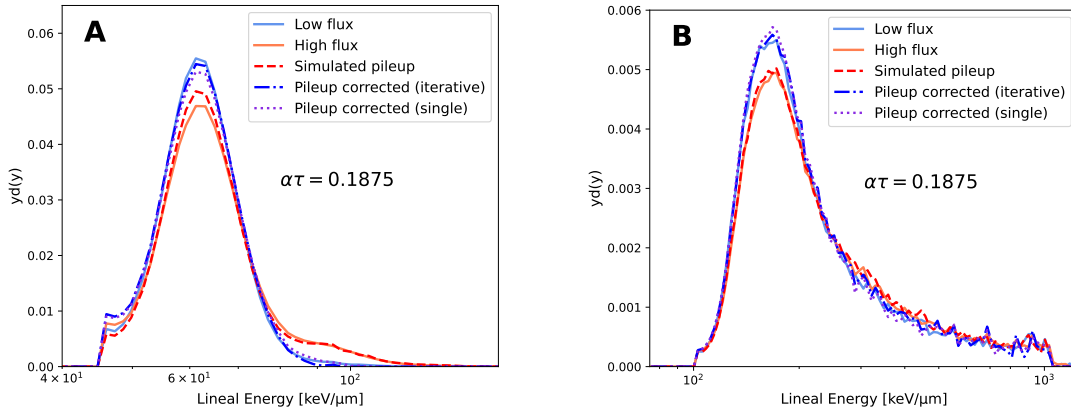 A
Low flux
High flux
Simulated pileup
Pileup corrected (iterative)
Pileup corrected (single)
ατ = 0.1875
yd(y)
0.06
0.05
0.04
0.03
0.02
0.01
0.00
4 × 10¹
6 × 10¹
10²
Lineal Energy [keV/μm]
B
Low flux
High flux
Simulated pileup
Pileup corrected (iterative)
Pileup corrected (single)
ατ = 0.1875
yd(y)
0.006
0.005
0.004
0.003
0.002
0.001
0.000
10²
10³
Lineal Energy [keV/μm]